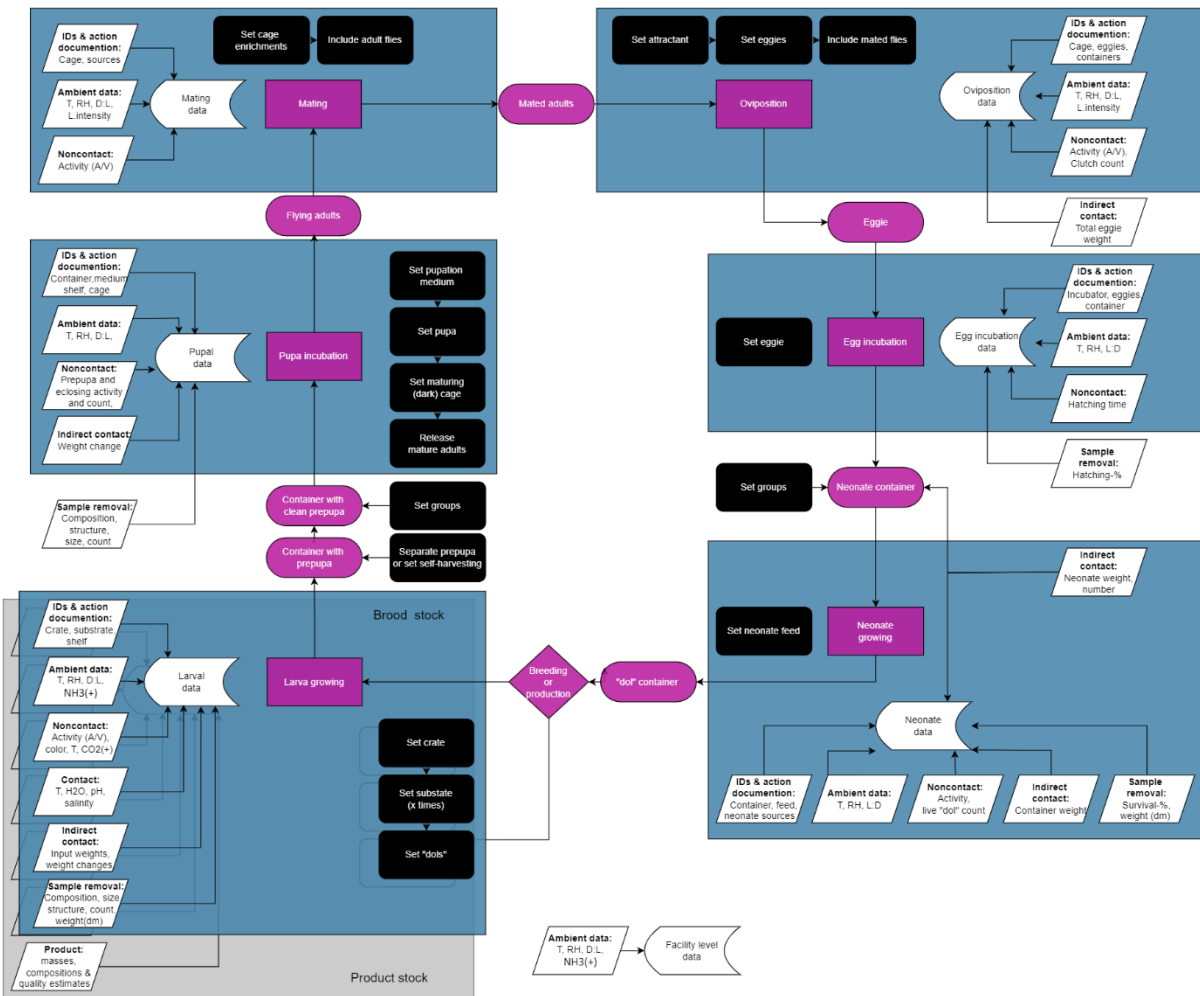 IDs & action
documention:
Cage, sources
Ambient data:
T, RH, D:L,
L.intensity
Noncontact:
Activity (A/V)
Mating
data
Set cage
enrichments
Include adult flies
Mating
Mated adults
Set attractant
Set eggies
Include mated flies
Oviposition
Oviposition
data
IDs & action
documention:
Cage, eggies,
containers
Ambient data:
T, RH, D:L,
L.intensity
Noncontact:
Activity (A/V),
Clutch count
Indirect
contact:
Total eggie
weight
Flying adults
Eggie
IDs & action
documention:
Container,medium
shelf, cage
Ambient data:
T, RH, D:L,
Noncontact:
Prepupa and
eclosing activity
and count,
Indirect contact:
Weight change
Sample removal:
Composition,
structure,
size, count
Pupal
data
Pupa incubation
Set pupation
medium
Set pupa
Set maturing
(dark) cage
Release
mature adults
Set eggie
Egg incubation
Egg incubation
data
IDs & action
documention:
Incubator, eggies,
container
Ambient data:
T, RH, L:D
Noncontact:
Hatching time
Sample
removal:
Hatching-%
Container with
clean prepupa
Set groups
Container with
prepupa
Separate prepupa
or set self-harvesting
Set groups
Neonate container
Indirect
contact:
Neonate weight,
number
Set neonate feed
Neonate
growing
"dol" container
Breeding
or
production
Neonate
data
IDs & action
documention:
Container, feed,
neonate sources
Ambient data:
T, RH, L:D
Noncontact:
Activity,
live "dol" count
Indirect
contact:
Container weight
Sample
removal:
Survival-%,
weight (dm)
Brood stock
IDs & action
documention:
Crate, substrate,
shelf
Ambient data:
T, RH, D:L,
NH3(+)
Noncontact:
Activity (A/V),
color, T, CO2(+)
Contact:
T, H2O, pH,
salinity
Indirect
contact:
Input weights,
weight changes
Sample removal:
Composition, size
structure, count,
weight(dm)
Product:
masses,
compositions &
quality estimates
Larval
data
Larva growing
Set crate
Set substate
(x times)
Set "dols"
Product stock
Ambient data:
T, RH, D:L,
NH3(+)
Facility level
data